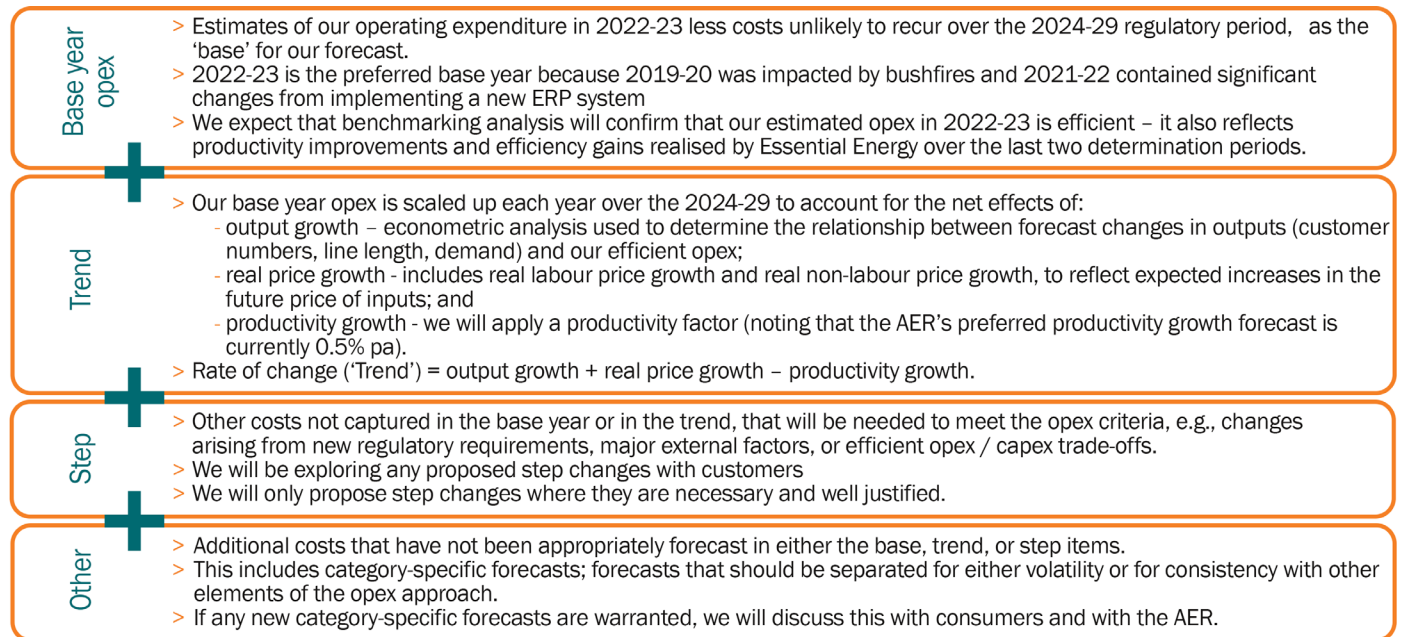 Base year
opex
> Estimates of our operating expenditure in 2022-23 less costs unlikely to recur over the 2024-29 regulatory period, as the
‘base’ for our forecast.
> 2022-23 is the preferred base year because 2019-20 was impacted by bushfires and 2021-22 contained significant
changes from implementing a new ERP system
> We expect that benchmarking analysis will confirm that our estimated opex in 2022-23 is efficient – it also reflects
productivity improvements and efficiency gains realised by Essential Energy over the last two determination periods.
Trend
> Our base year opex is scaled up each year over the 2024-29 to account for the net effects of:
- output growth – econometric analysis used to determine the relationship between forecast changes in outputs (customer
numbers, line length, demand) and our efficient opex;
- real price growth - includes real labour price growth and real non-labour price growth, to reflect expected increases in the
future price of inputs; and
- productivity growth - we will apply a productivity factor (noting that the AER’s preferred productivity growth forecast is
currently 0.5% pa).
> Rate of change (‘Trend’) = output growth + real price growth – productivity growth.
Step
> Other costs not captured in the base year or in the trend, that will be needed to meet the opex criteria, e.g., changes
arising from new regulatory requirements, major external factors, or efficient opex / capex trade-offs.
> We will be exploring any proposed step changes with customers
> We will only propose step changes where they are necessary and well justified.
Other
> Additional costs that have not been appropriately forecast in either the base, trend, or step items.
> This includes category-specific forecasts; forecasts that should be separated for either volatility or for consistency with other
elements of the opex approach.
> If any new category-specific forecasts are warranted, we will discuss this with consumers and with the AER.